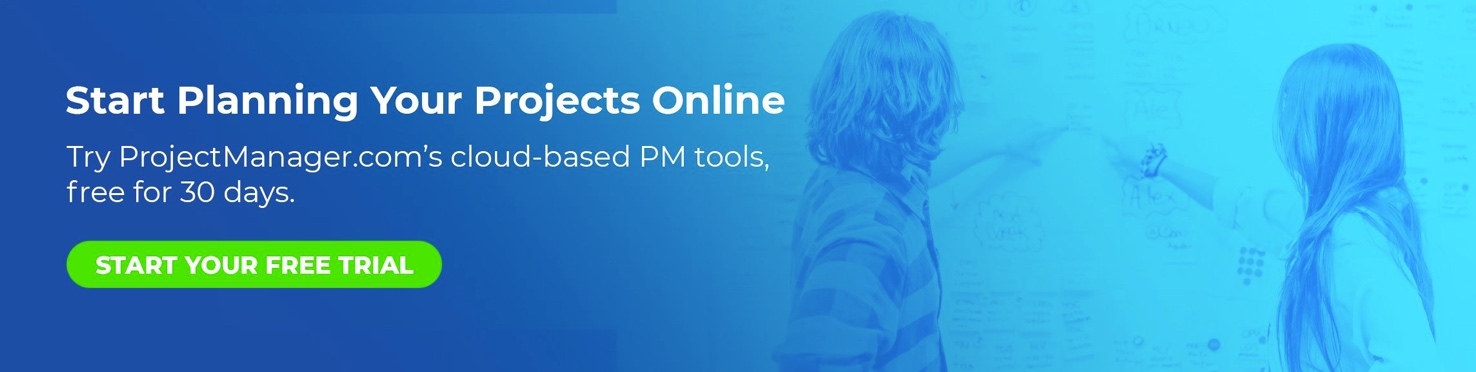 Start Planning Your Projects Online
Try ProjectManager.com’s cloud-based PM tools,
free for 30 days.
START YOUR FREE TRIAL
Alex